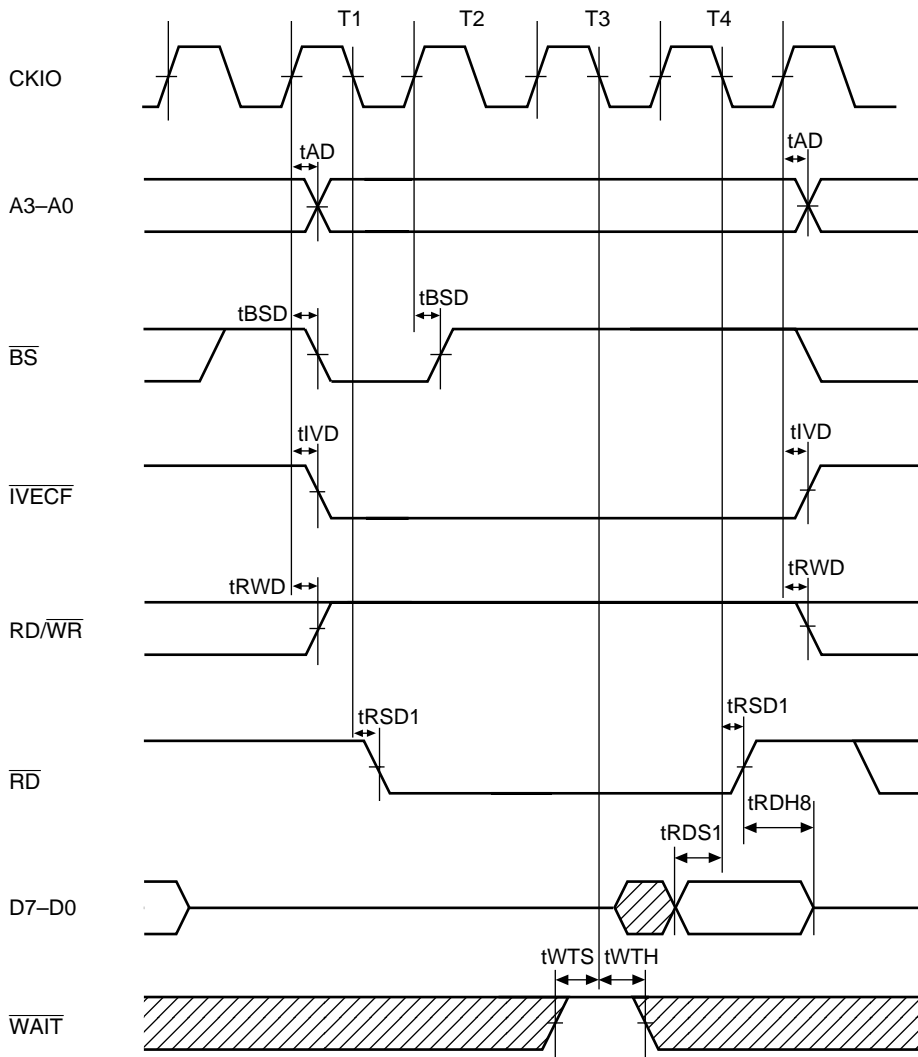 T1 T2 T3 T4
CKIO
tAD tAD
A3–A0
tBSD tBSD
BS
tIVD tIVD
IVECF
tRWD tRWD
RD/WR
tRSD1 tRSD1
RD
tRDH8
tRDS1
D7–D0
tWTS tWTH
WAIT